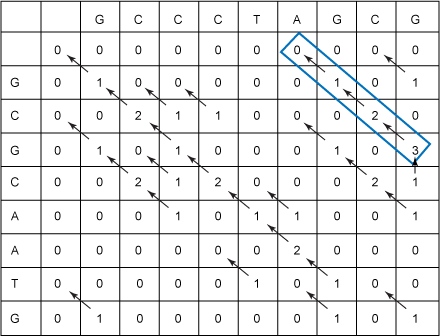 G C C C T A G C G
0 0 0 0 0 0 0 0 0 0
G 0 1 0 0 0 0 0 1 0 1
C 0 0 2 1 1 0 0 0 2 0
G 0 1 0 1 0 0 0 1 0 3
C 0 0 2 1 2 0 0 0 2 1
A 0 0 0 1 0 1 1 0 0 1
A 0 0 0 0 0 0 2 0 0 0
T 0 0 0 0 0 1 0 1 0 0
G 0 1 0 0 0 0 0 1 0 1